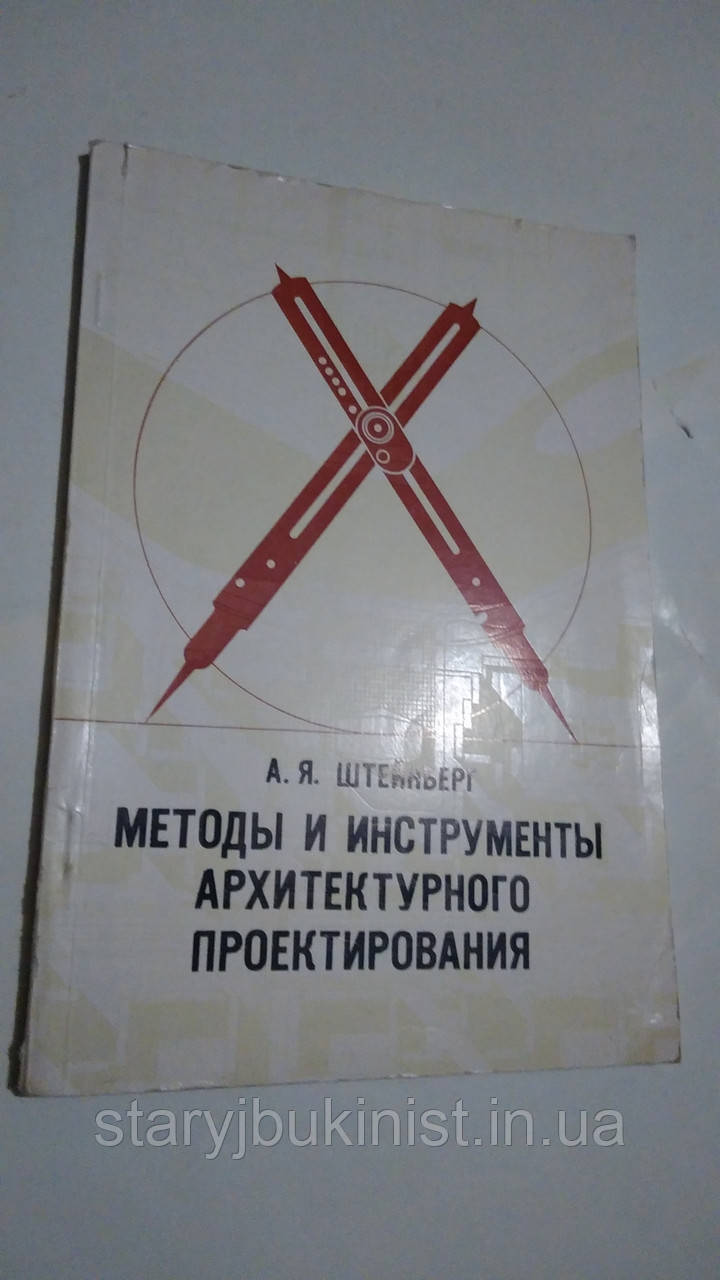 А. Я. ШТЕЙНБЕРГ
МЕТОДЫ И ИНСТРУМЕНТЫ
АРХИТЕКТУРНОГО
ПРОЕКТИРОВАНИЯ
staryjbukinist.in.ua